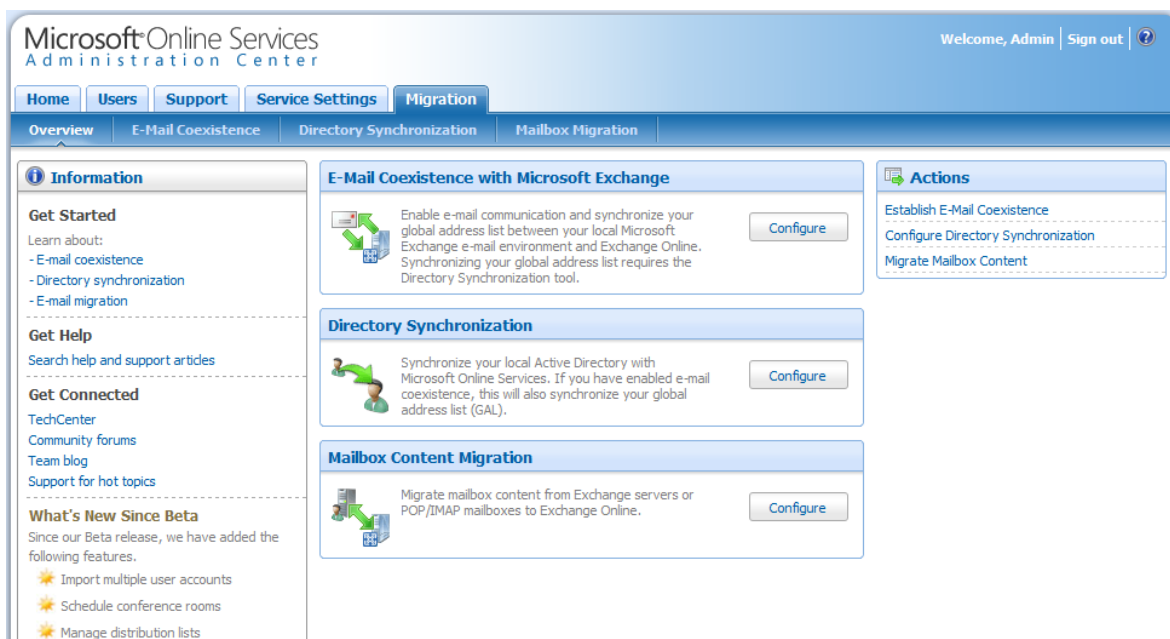 Microsoft Online Services
Administration Center
Welcome, Admin
Sign out
?
Home
Users
Support
Service Settings
Migration
Overview
E-Mail Coexistence
Directory Synchronization
Mailbox Migration
Information
Get Started
Learn about:
- E-mail coexistence
- Directory synchronization
- E-mail migration
Get Help
Search help and support articles
Get Connected
TechCenter
Community forums
Team blog
Support for hot topics
What's New Since Beta
Since our Beta release, we have added the
following features.
Import multiple user accounts
Schedule conference rooms
Manage distribution lists
E-Mail Coexistence with Microsoft Exchange
Enable e-mail communication and synchronize your
global address list between your local Microsoft
Exchange e-mail environment and Exchange Online.
Synchronizing your global address list requires the
Directory Synchronization tool.
Configure
Directory Synchronization
Synchronize your local Active Directory with
Microsoft Online Services. If you have enabled e-mail
coexistence, this will also synchronize your global
address list (GAL).
Configure
Mailbox Content Migration
Migrate mailbox content from Exchange servers or
POP/IMAP mailboxes to Exchange Online.
Configure
Actions
Establish E-Mail Coexistence
Configure Directory Synchronization
Migrate Mailbox Content